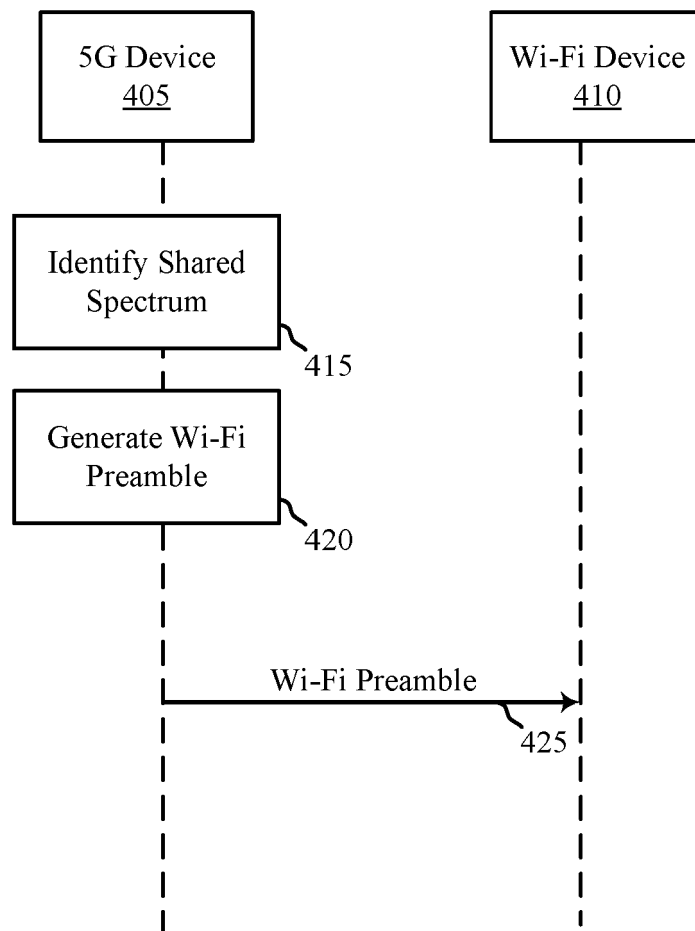 5G Device
405
Wi-Fi Device
410
Identify Shared
Spectrum
415
Generate Wi-Fi
Preamble
420
Wi-Fi Preamble
425